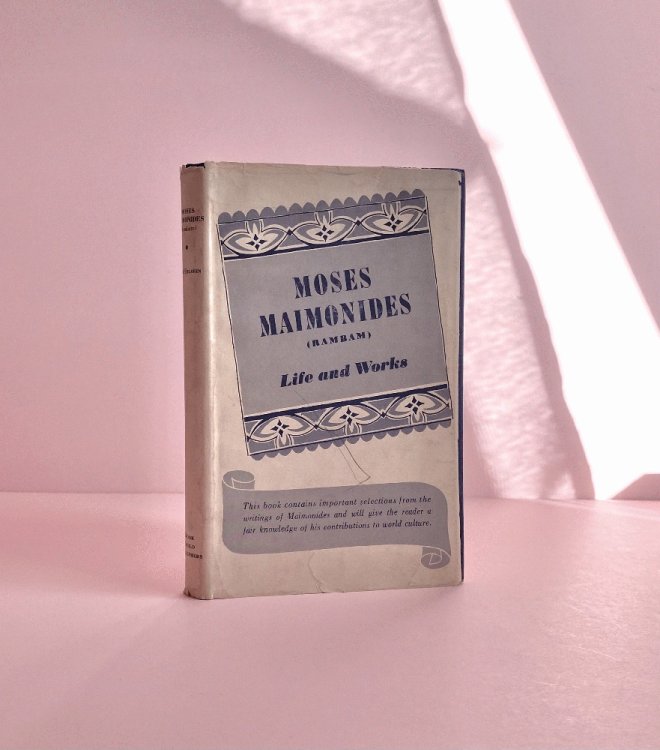 MOSES
MAIMONIDES
(RAMBAM)
Life and Works
This book contains important selections from the
writings of Maimonides and will give the reader a
fair knowledge of his contributions to world culture.
MOSES